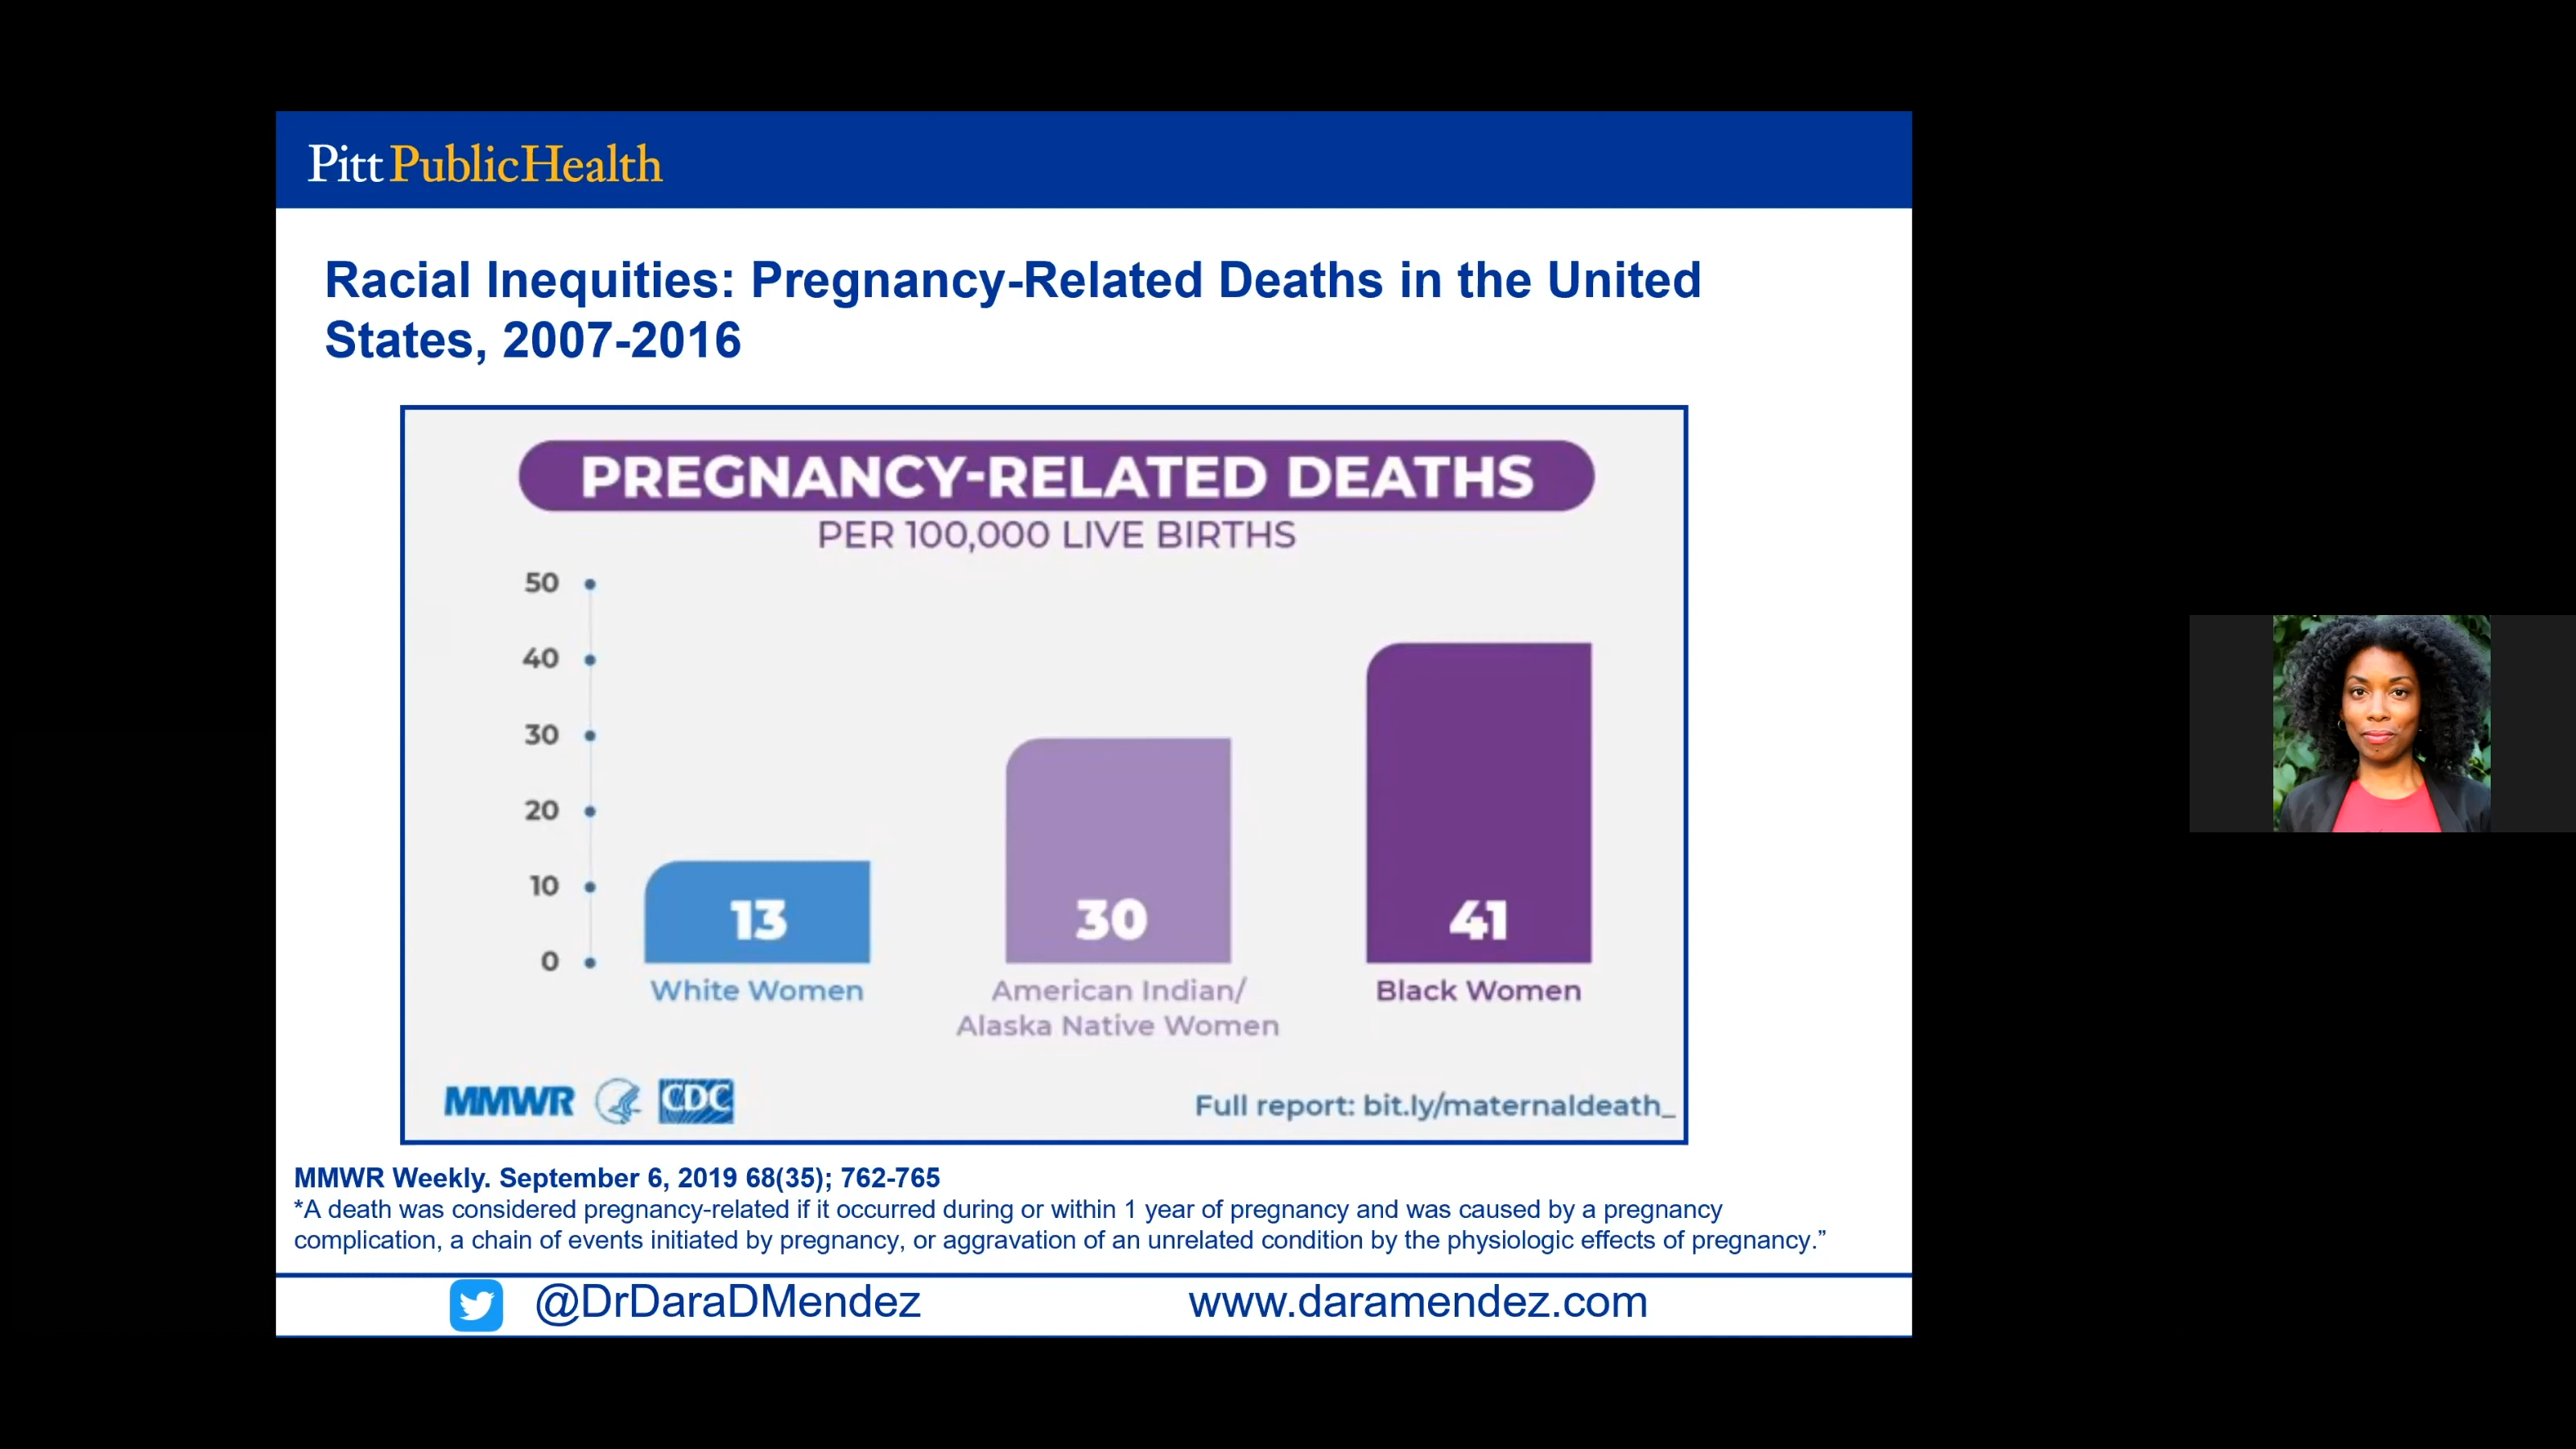 Pitt PublicHealth
Racial Inequities: Pregnancy-Related Deaths in the United
States, 2007-2016
PREGNANCY-RELATED DEATHS
PER 100,000 LIVE BIRTHS
50
40
30
20
10
0
13
30
41
White Women
American Indian/
Alaska Native Women
Black Women
MMWR CDC
Full report: bit.ly/maternaldeath_
MMWR Weekly. September 6, 2019 68(35); 762-765
*A death was considered pregnancy-related if it occurred during or within 1 year of pregnancy and was caused by a pregnancy
complication, a chain of events initiated by pregnancy, or aggravation of an unrelated condition by the physiologic effects of pregnancy.”
@DrDaraDMendez
www.daramendez.com